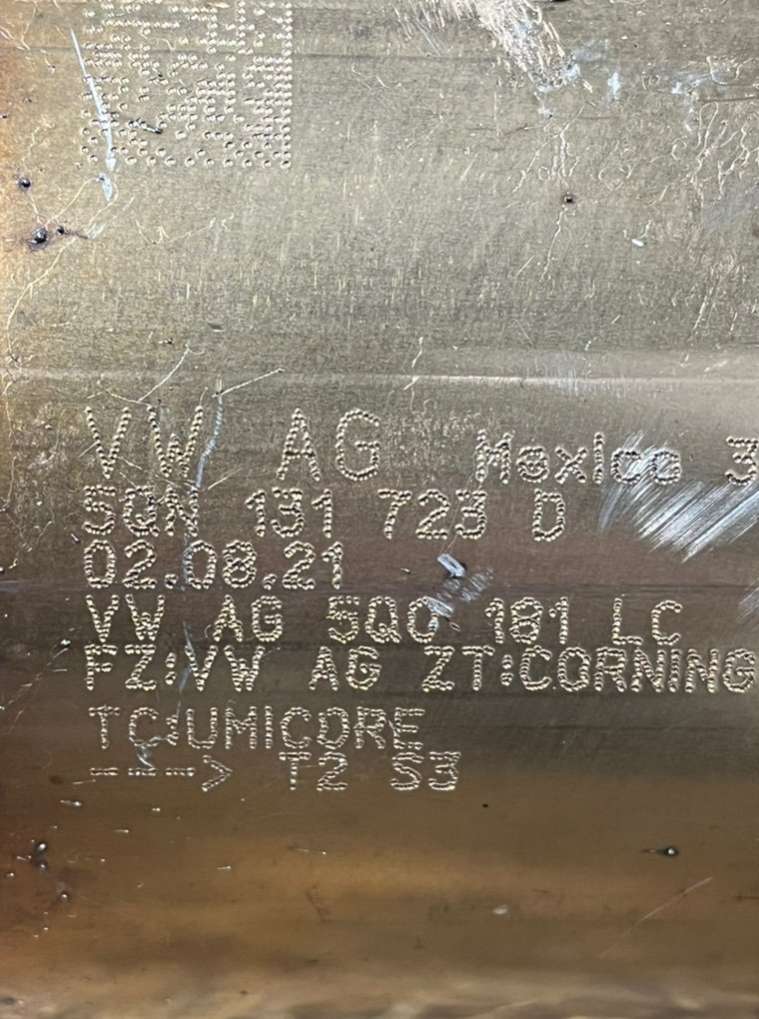 VW AG Mexico 3
5QN 131 723 D
02.08.21
VW AG 5Q0 181 LC
FZ:VW AG ZT:CORNING
TC:UMICORE
---> T2 S3